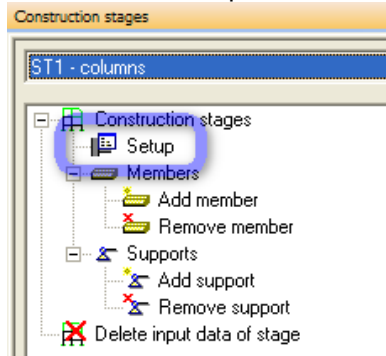 Construction stages
ST1 - columns
Construction stages
Setup
Members
Add member
Remove member
Supports
Add support
Remove support
Delete input data of stage